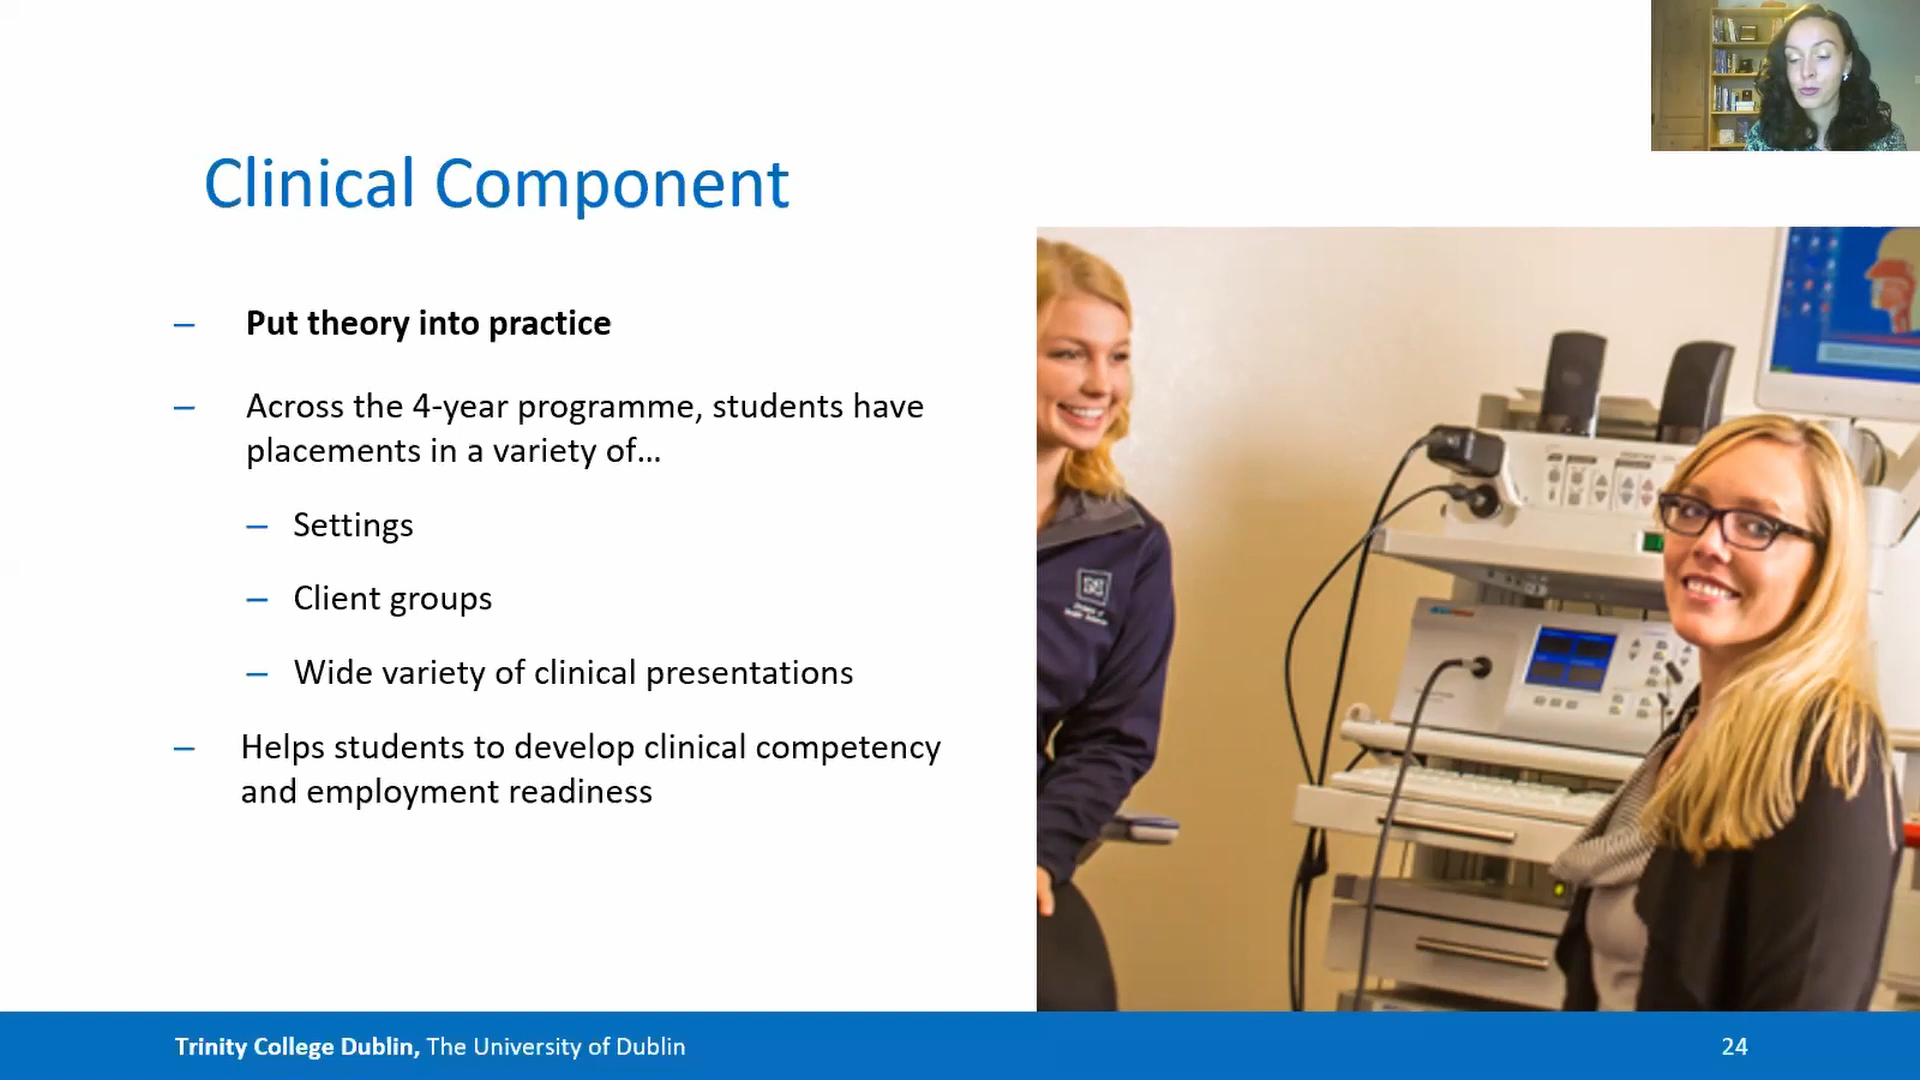 Clinical Component
– Put theory into practice
– Across the 4-year programme, students have
placements in a variety of...
– Settings
– Client groups
– Wide variety of clinical presentations
– Helps students to develop clinical competency
and employment readiness
Trinity College Dublin, The University of Dublin
24